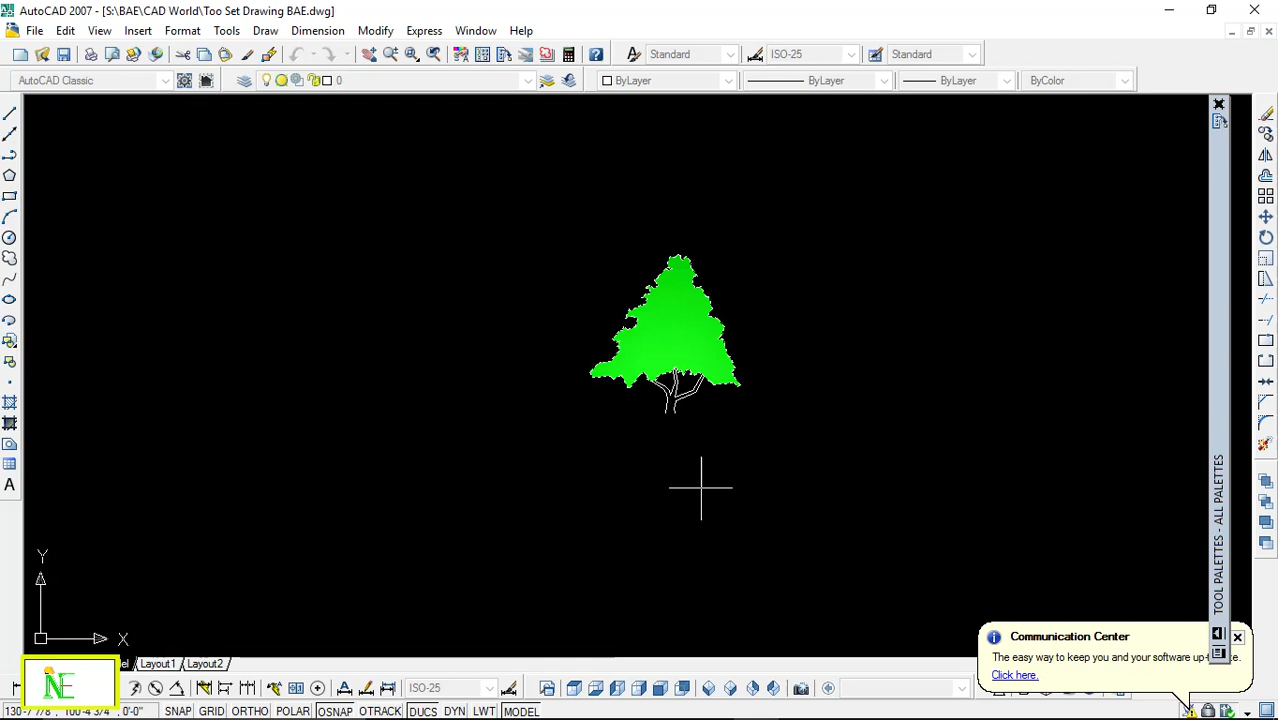 AutoCAD 2007 - [S:\BAE\CAD World\Too Set Drawing BAE.dwg]
File Edit View Insert Format Tools Draw Dimension Modify Express Window Help
Standard ISO-25 Standard
AutoCAD Classic 0 ByLayer ByLayer ByLayer ByColor
A
TOOL PALETTES - ALL PALETTES
Y
X
Communication Center
The easy way to keep you and your software
Click here.
Layout1 Layout2
NE
ISO-25
SNAP GRID ORTHO POLAR OSNAP OTRACK DUCS DYN LWT MODEL